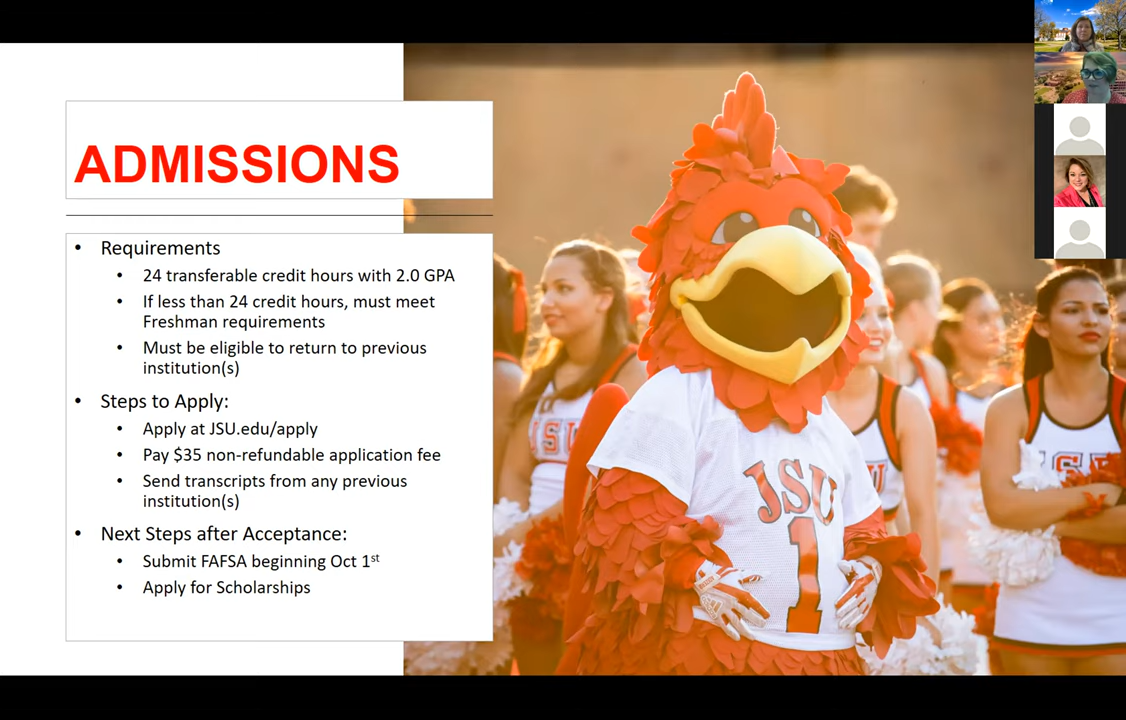 ADMISSIONS
• Requirements
• 24 transferable credit hours with 2.0 GPA
• If less than 24 credit hours, must meet
Freshman requirements
• Must be eligible to return to previous
institution(s)
• Steps to Apply:
• Apply at JSU.edu/apply
• Pay $35 non-refundable application fee
• Send transcripts from any previous
institution(s)
• Next Steps after Acceptance:
• Submit FAFSA beginning Oct 1st
• Apply for Scholarships
JSU
1